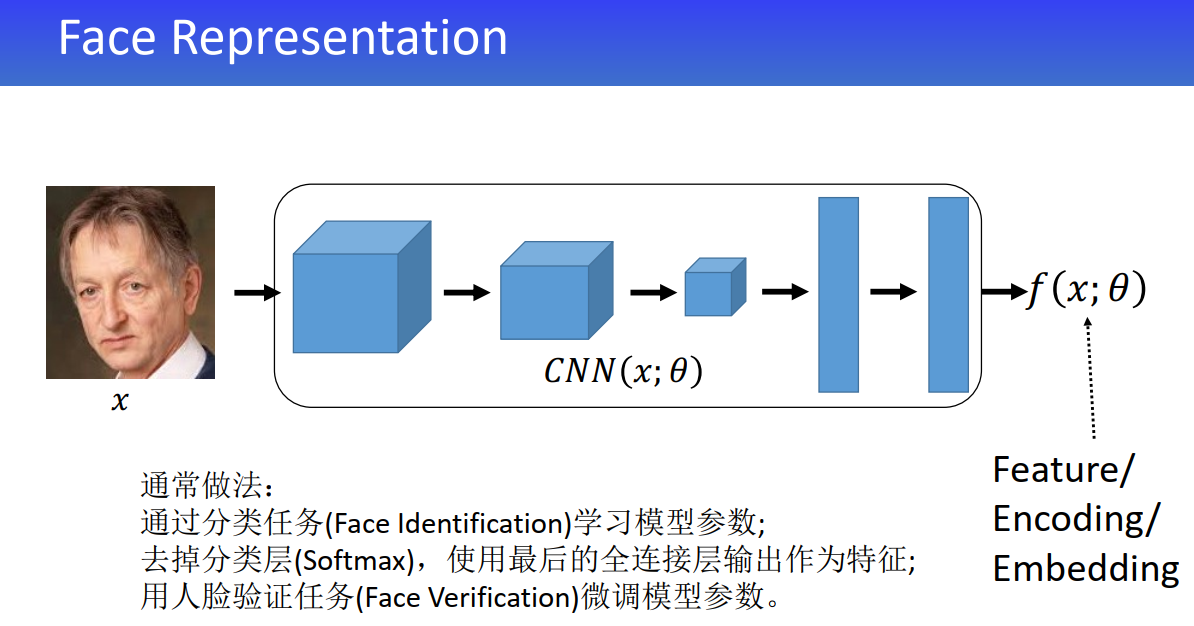 Face Representation
x
CNN(x; θ)
f(x; θ)
Feature/
Encoding/
Embedding
通常做法：
通过分类任务(Face Identification)学习模型参数;
去掉分类层(Softmax)，使用最后的全连接层输出作为特征;
用人脸验证任务(Face Verification)微调模型参数。